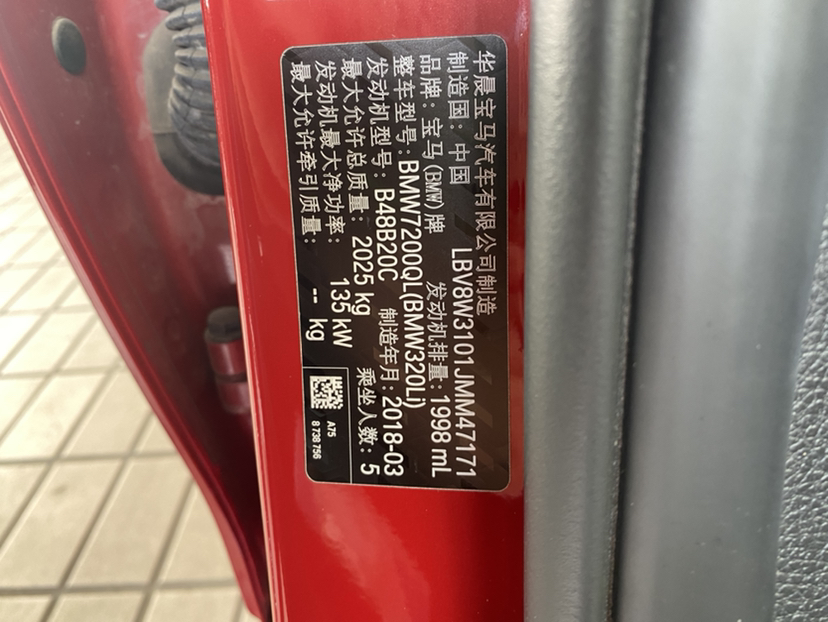 华晨宝马汽车有限公司制造
制造国：中国 LBV8W3101JMM47171
品牌：宝马(BMW)牌 发动机排量：1998 mL
整车型号：BMW7200QL(BMW320Li)
发动机型号：B48B20C 制造年月：2018-03
最大允许总质量：2025 kg 乘坐人数：5
发动机最大净功率：135 kW
最大允许牵引质量：-- kg
A75
8 738 756